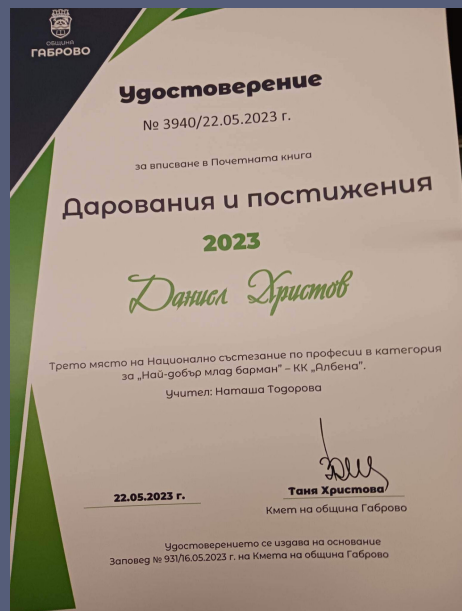 ОБЩИНА
ГАБРОВО
Удостоверение
№ 3940/22.05.2023 г.
за вписване в Почетната книга
Дарования и постижения
2023
Даниел Христов
Трето място на Национално състезание по професии в категория
за „Най-добър млад барман" – КК „Албена".
Учител: Наташа Тодорова
22.05.2023 г.
Таня Христова
Кмет на община Габрово
Удостоверението се издава на основание
Заповед № 931/16.05.2023 г. на Кмета на община Габрово